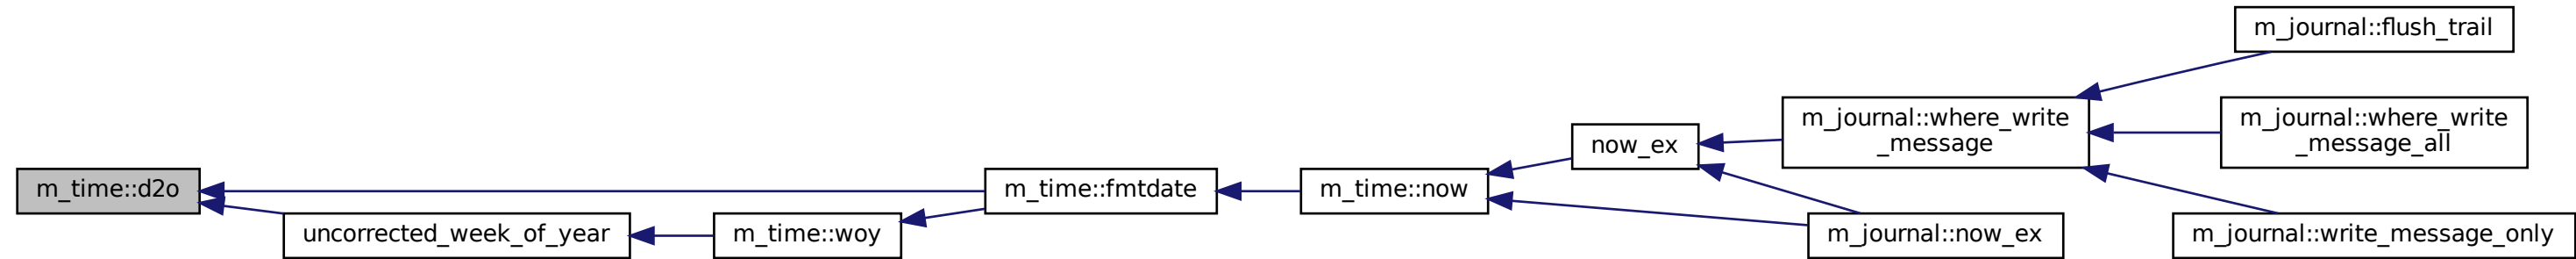 m_time::d2o
uncorrected_week_of_year
m_time::woy
m_time::fmtdate
m_time::now
now_ex
m_journal::now_ex
m_journal::where_write
_message
m_journal::flush_trail
m_journal::where_write
_message_all
m_journal::write_message_only